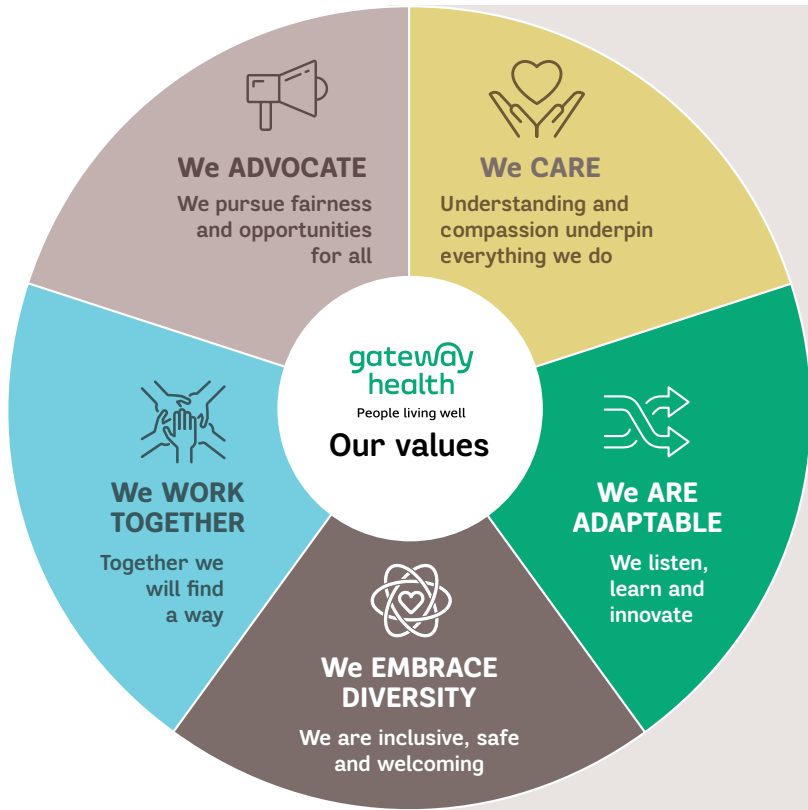 We ADVOCATE
We pursue fairness
and opportunities
for all
We CARE
Understanding and
compassion underpin
everything we do
gateway
health
People living well
Our values
We WORK
TOGETHER
Together we
will find
a way
We ARE
ADAPTABLE
We listen,
learn and
innovate
We EMBRACE
DIVERSITY
We are inclusive, safe
and welcoming